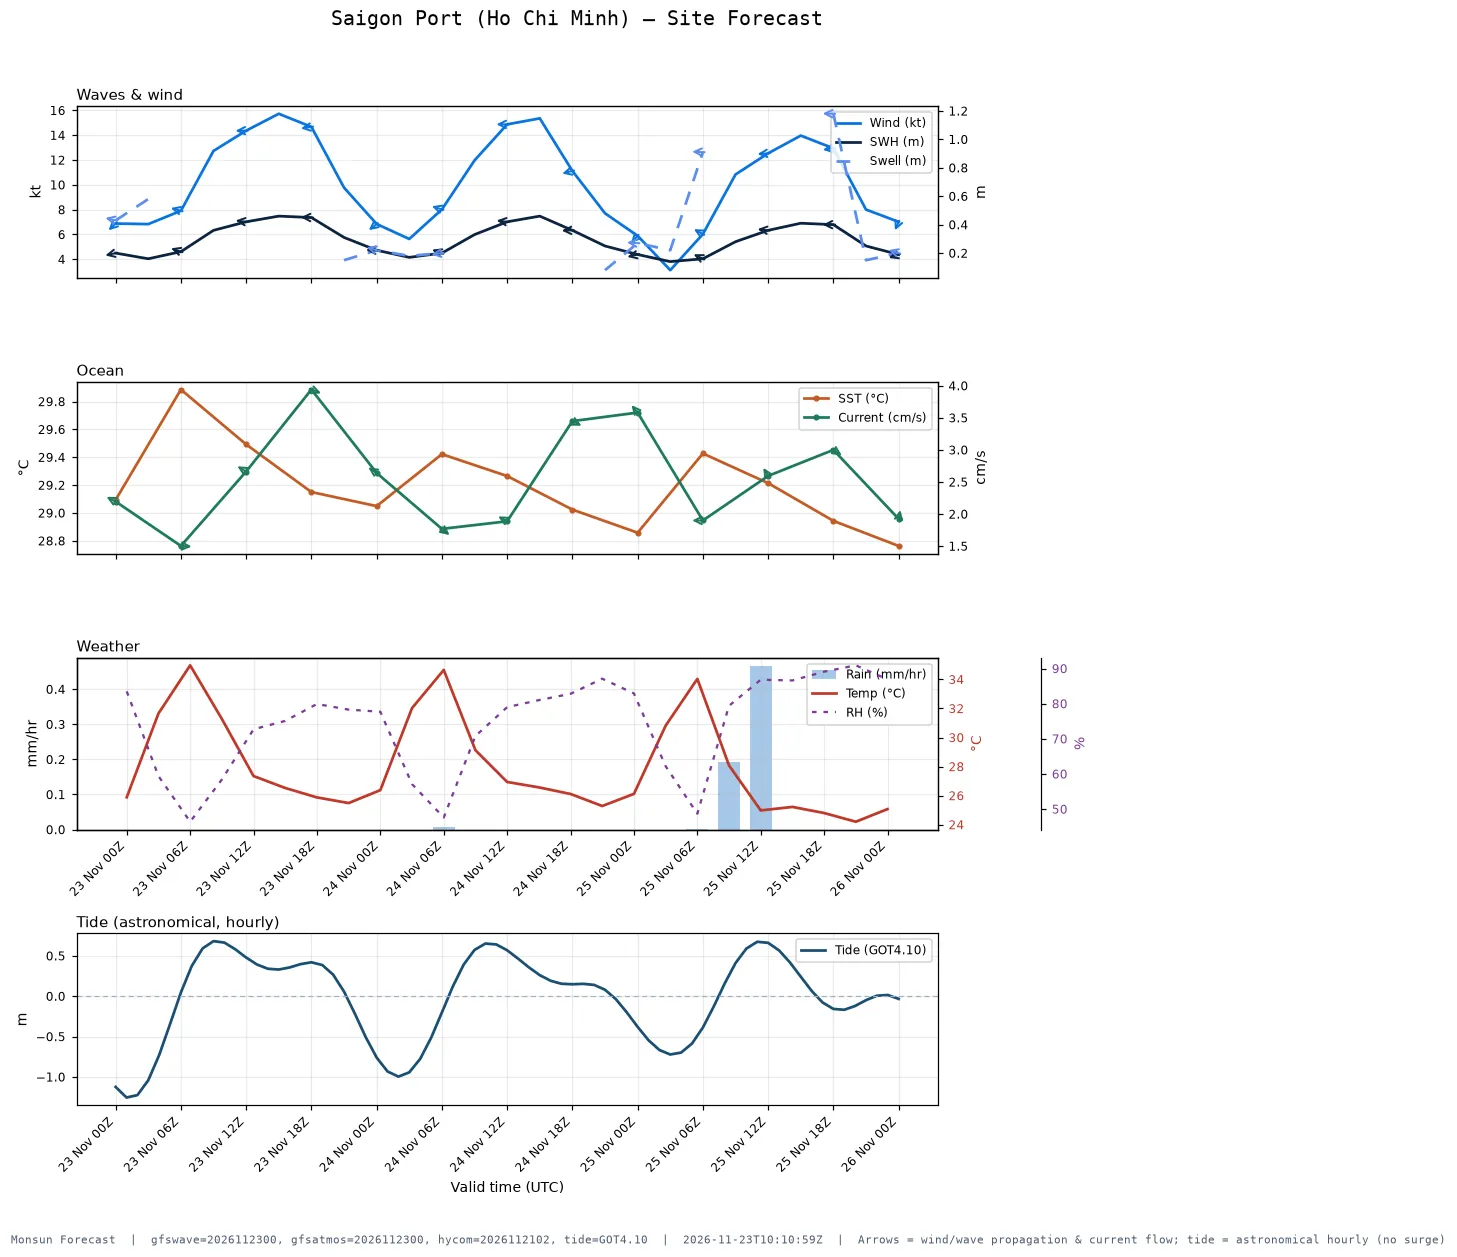 Saigon Port (Ho Chi Minh) — Site Forecast
Waves & wind
16
14
12
10
8
6
4
kt
1.2
1.0
0.8
0.6
0.4
0.2
m
Wind (kt)
SWH (m)
Swell (m)
Ocean
29.8
29.6
29.4
29.2
29.0
28.8
°C
4.0
3.5
3.0
2.5
2.0
1.5
cm/s
SST (°C)
Current (cm/s)
Weather
0.4
0.3
0.2
0.1
0.0
mm/hr
34
32
30
28
26
24
°C
90
80
70
60
50
%
Rain (mm/hr)
Temp (°C)
RH (%)
23 Nov 00Z
23 Nov 06Z
23 Nov 12Z
23 Nov 18Z
24 Nov 00Z
24 Nov 06Z
24 Nov 12Z
24 Nov 18Z
25 Nov 00Z
25 Nov 06Z
25 Nov 12Z
25 Nov 18Z
26 Nov 00Z
Tide (astronomical, hourly)
0.5
0.0
−0.5
−1.0
m
Tide (GOT4.10)
23 Nov 00Z
23 Nov 06Z
23 Nov 12Z
23 Nov 18Z
24 Nov 00Z
24 Nov 06Z
24 Nov 12Z
24 Nov 18Z
25 Nov 00Z
25 Nov 06Z
25 Nov 12Z
25 Nov 18Z
26 Nov 00Z
Valid time (UTC)
Monsun Forecast | gfswave=2026112300, gfsatmos=2026112300, hycom=2026112102, tide=GOT4.10 | 2026-11-23T10:10:59Z | Arrows = wind/wave propagation & current flow; tide = astronomical hourly (no surge)